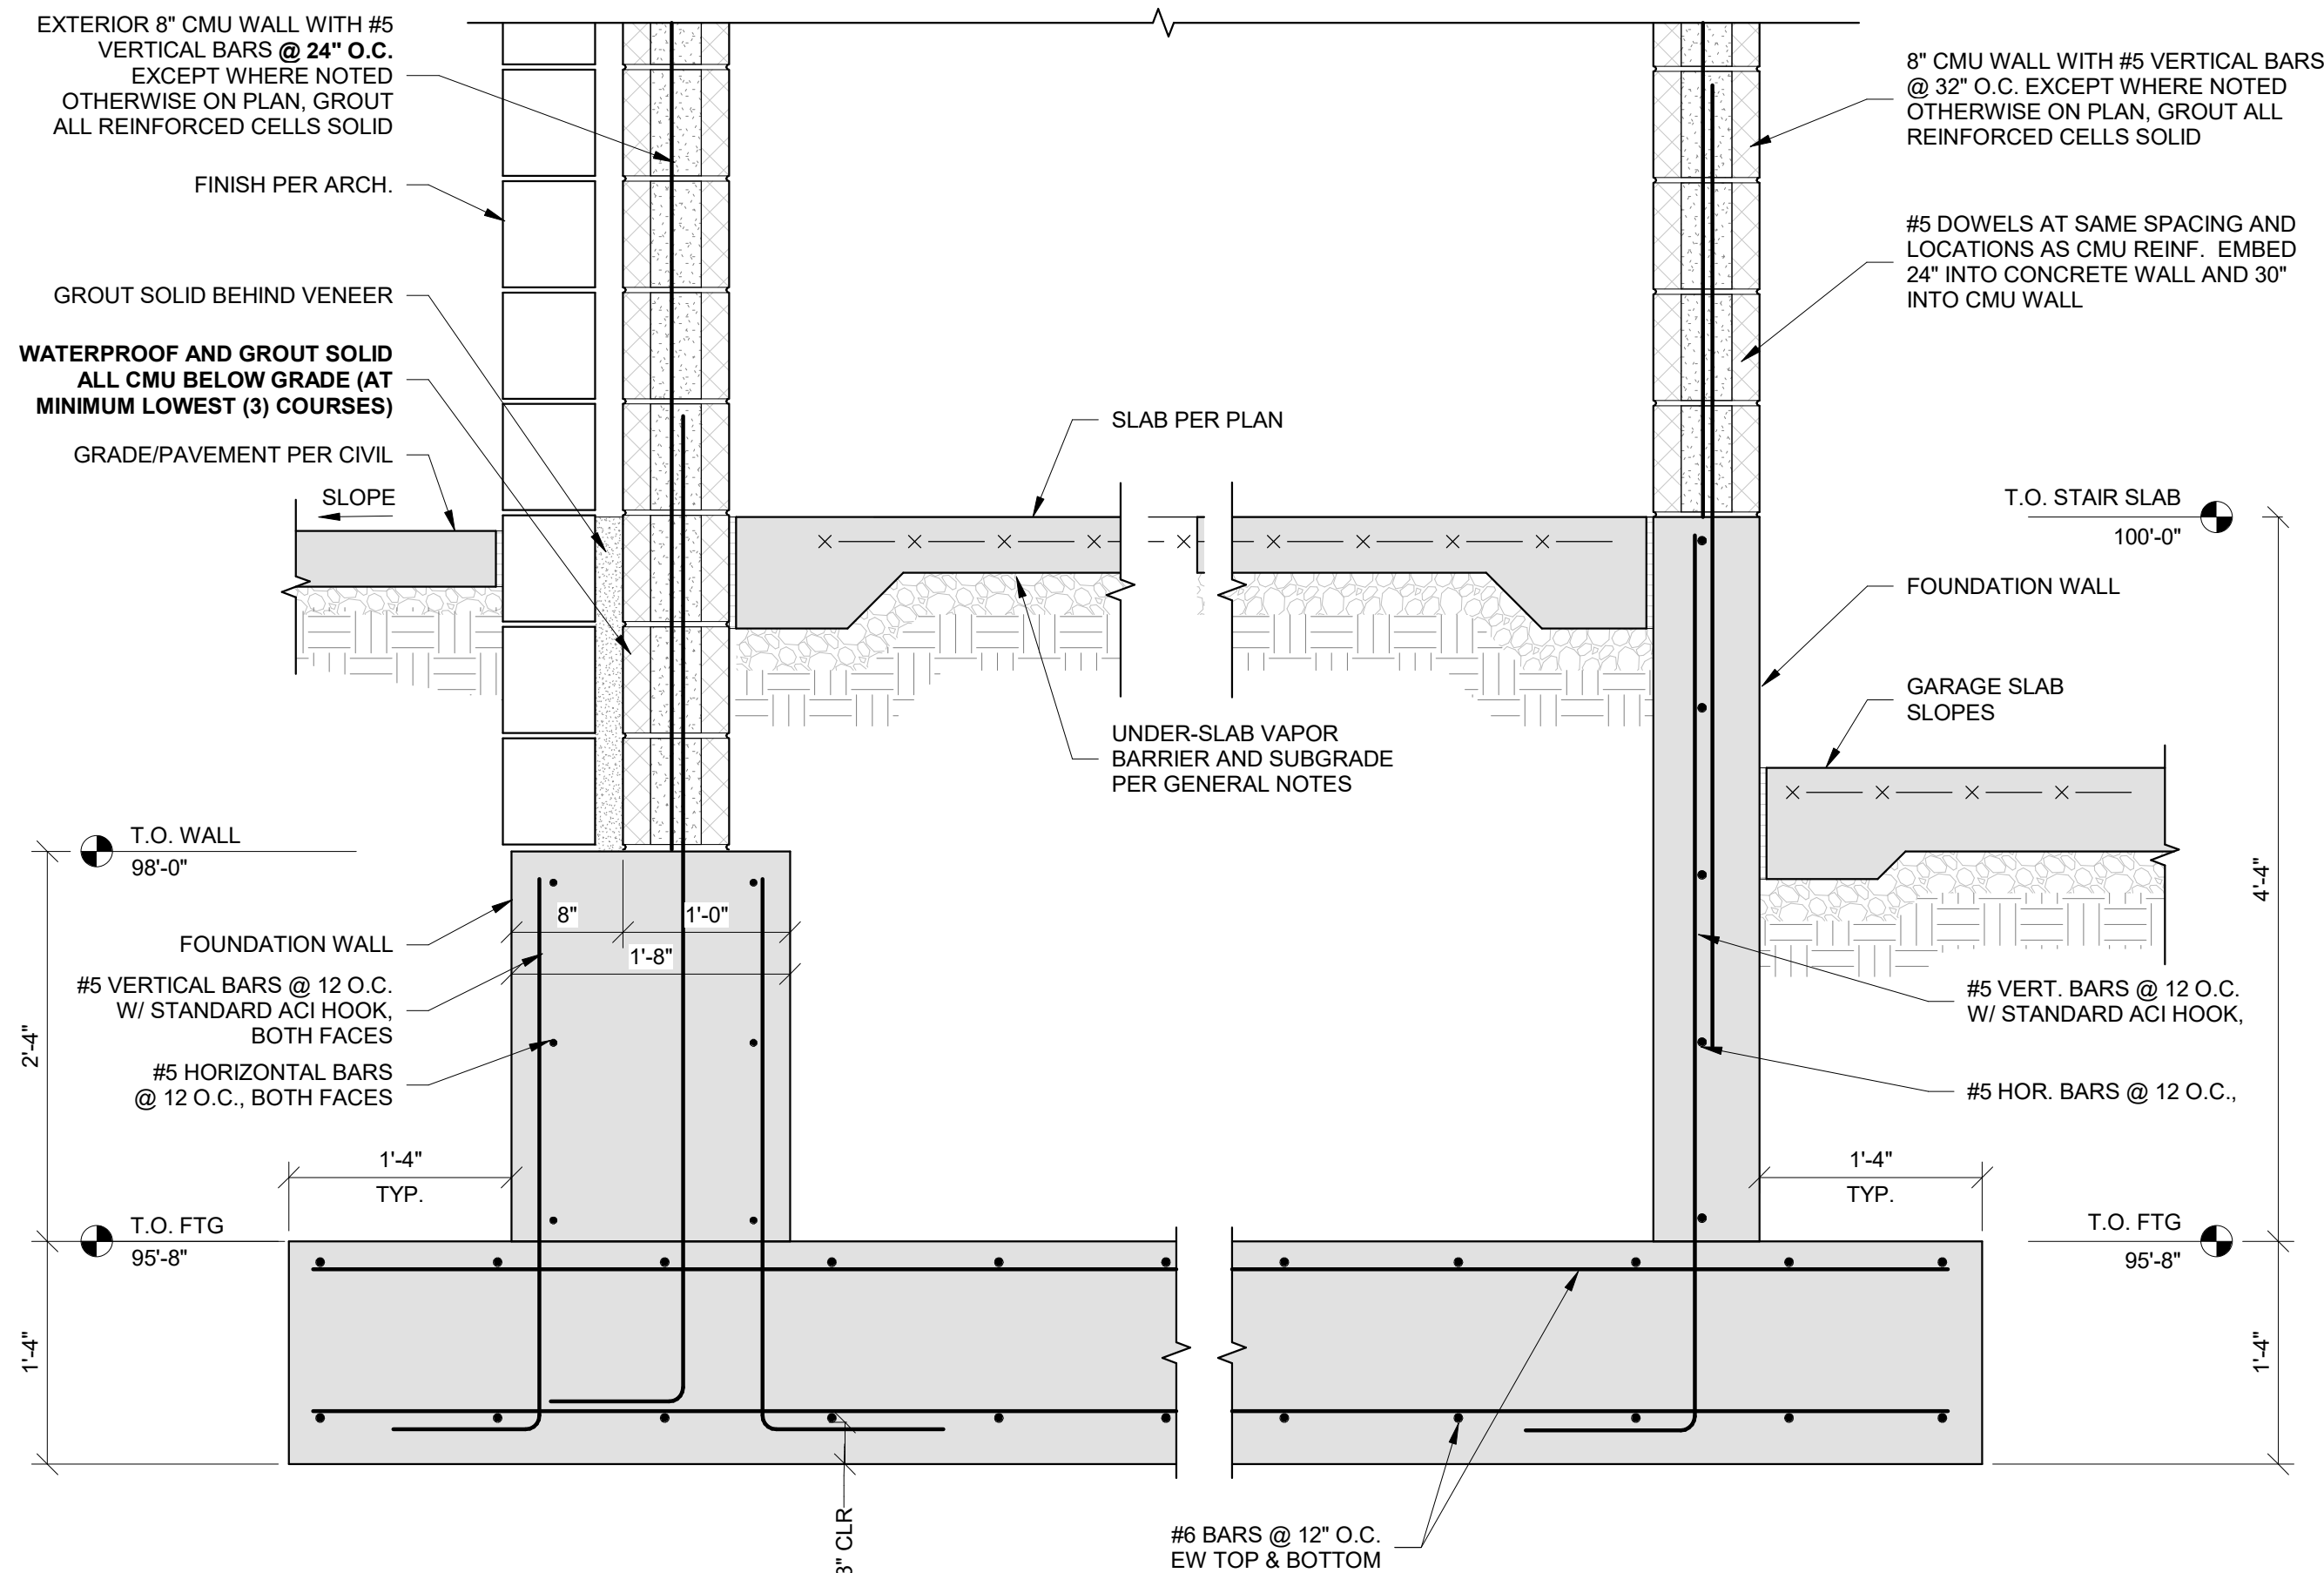 EXTERIOR 8" CMU WALL WITH #5
VERTICAL BARS @ 24" O.C.
EXCEPT WHERE NOTED
OTHERWISE ON PLAN, GROUT
ALL REINFORCED CELLS SOLID
FINISH PER ARCH.
GROUT SOLID BEHIND VENEER
WATERPROOF AND GROUT SOLID
ALL CMU BELOW GRADE (AT
MINIMUM LOWEST (3) COURSES)
GRADE/PAVEMENT PER CIVIL
SLOPE
T.O. WALL
98'-0"
FOUNDATION WALL
#5 VERTICAL BARS @ 12 O.C.
W/ STANDARD ACI HOOK,
BOTH FACES
#5 HORIZONTAL BARS
@ 12 O.C., BOTH FACES
2'-4"
1'-4"
8"
1'-0"
1'-8"
1'-4"
TYP.
T.O. FTG
95'-8"
SLAB PER PLAN
UNDER-SLAB VAPOR
BARRIER AND SUBGRADE
PER GENERAL NOTES
3" CLR
#6 BARS @ 12" O.C.
EW TOP & BOTTOM
8" CMU WALL WITH #5 VERTICAL BARS
@ 32" O.C. EXCEPT WHERE NOTED
OTHERWISE ON PLAN, GROUT ALL
REINFORCED CELLS SOLID
#5 DOWELS AT SAME SPACING AND
LOCATIONS AS CMU REINF. EMBED
24" INTO CONCRETE WALL AND 30"
INTO CMU WALL
T.O. STAIR SLAB
100'-0"
FOUNDATION WALL
GARAGE SLAB
SLOPES
4'-4"
#5 VERT. BARS @ 12 O.C.
W/ STANDARD ACI HOOK,
#5 HOR. BARS @ 12 O.C.,
1'-4"
TYP.
T.O. FTG
95'-8"
1'-4"